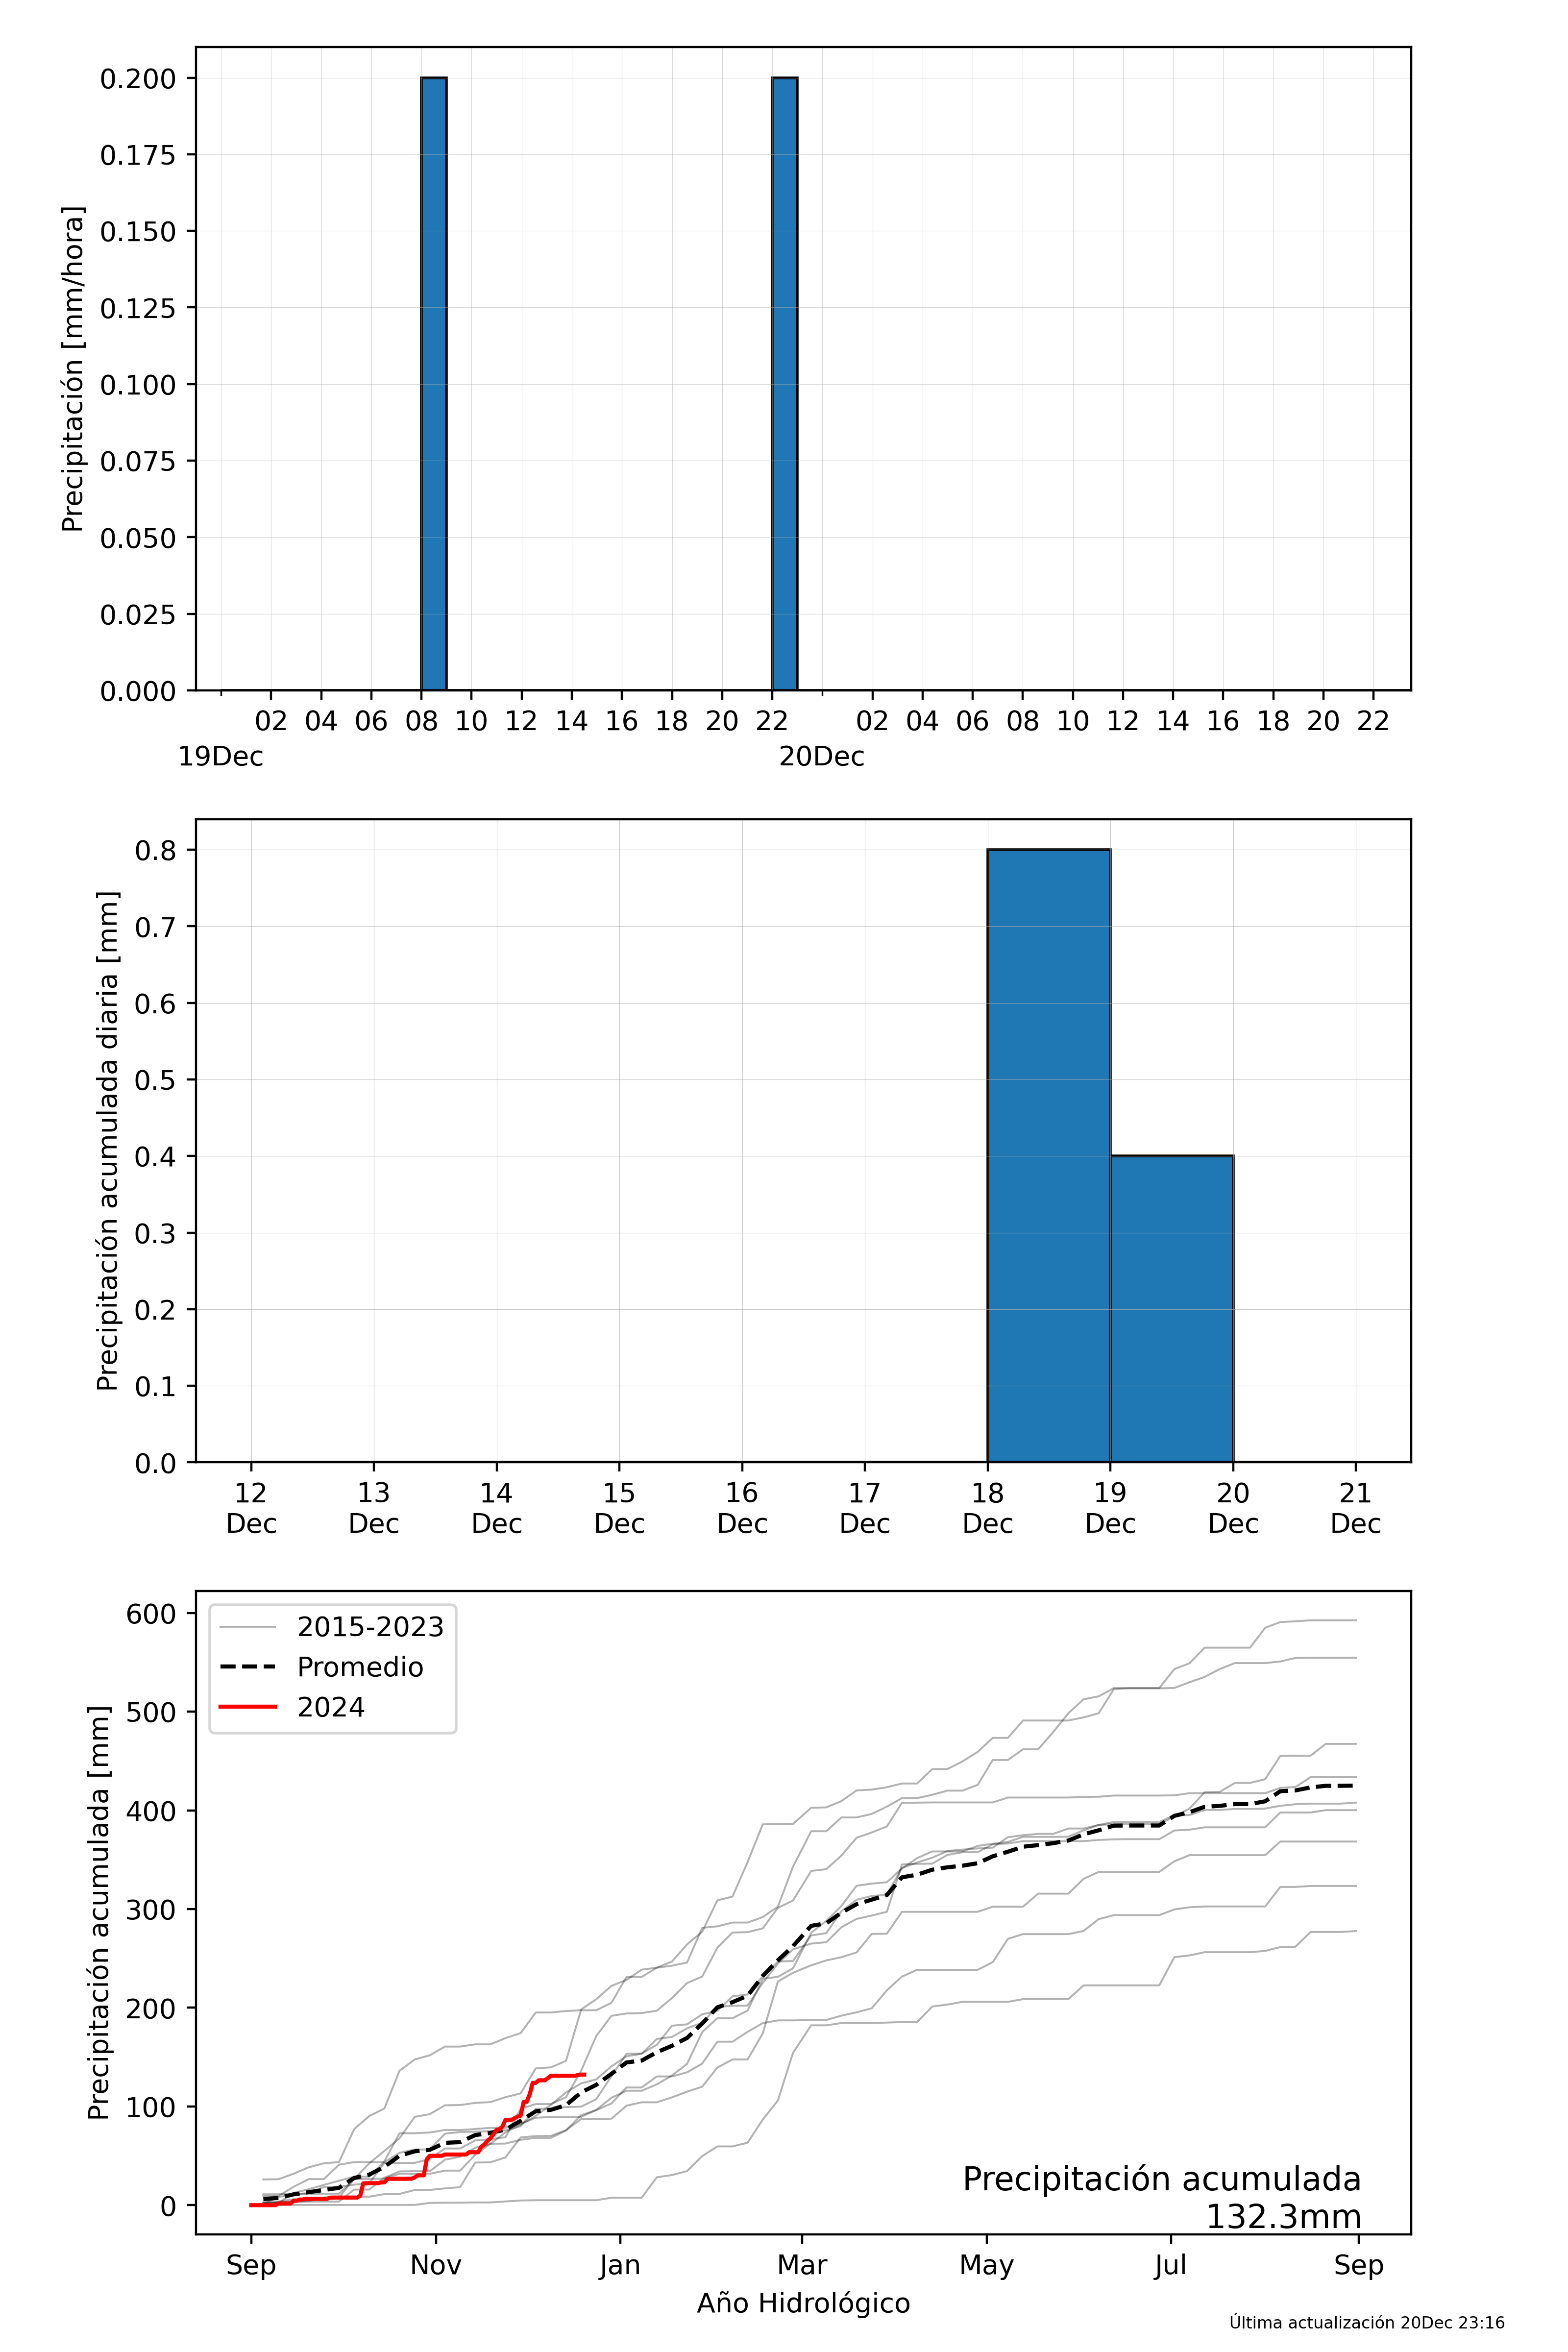 Precipitación [mm/hora]
0.200
0.175
0.150
0.125
0.100
0.075
0.050
0.025
0.000
02 04 06 08 10 12 14 16 18 20 22 02 04 06 08 10 12 14 16 18 20 22
19Dec 20Dec
Precipitación acumulada diaria [mm]
0.8
0.7
0.6
0.5
0.4
0.3
0.2
0.1
0.0
12 13 14 15 16 17 18 19 20 21
Dec Dec Dec Dec Dec Dec Dec Dec Dec Dec
Precipitación acumulada [mm]
600
500
400
300
200
100
0
2015-2023
Promedio
2024
Precipitación acumulada
132.3mm
Sep Nov Jan Mar May Jul Sep
Año Hidrológico
Última actualización 20Dec 23:16